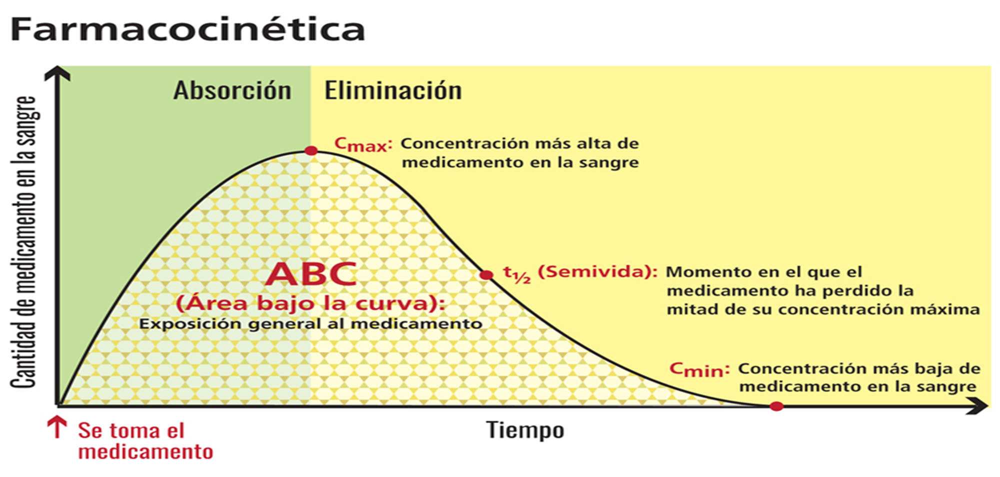 Farmacocinética
Cantidad de medicamento en la sangre
Absorción
Eliminación
Cmax: Concentración más alta de
medicamento en la sangre
ABC
(Área bajo la curva):
Exposición general al medicamento
t½ (Semivida): Momento en el que el
medicamento ha perdido la
mitad de su concentración máxima
Cmin: Concentración más baja de
medicamento en la sangre
Se toma el
medicamento
Tiempo